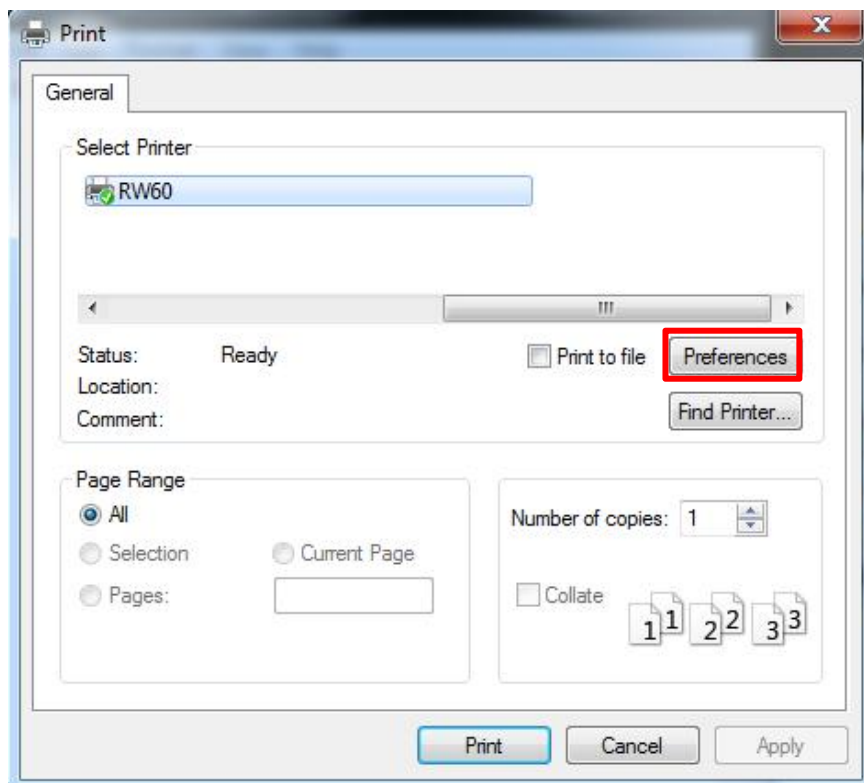 Print
General
Select Printer
RW60
Status: Ready
Print to file
Preferences
Location:
Comment:
Find Printer...
Page Range
All
Selection
Current Page
Pages:
Number of copies: 1
Collate
1 1 2 2 3 3
Print
Cancel
Apply